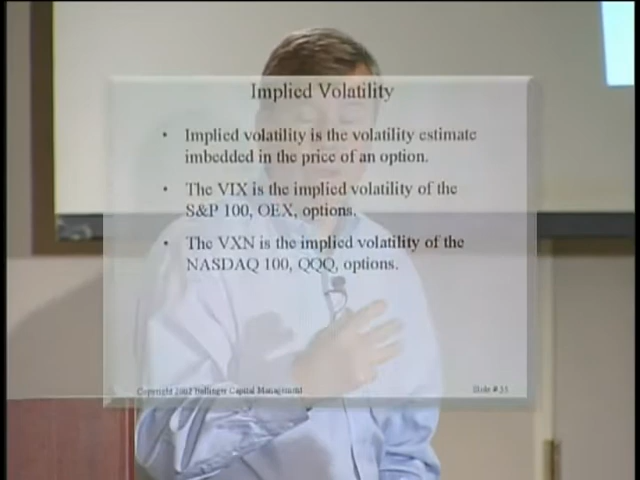 Implied Volatility
• Implied volatility is the volatility estimate
imbedded in the price of an option.
• The VIX is the implied volatility of the
S&P 100, OEX, options.
• The VXN is the implied volatility of the
NASDAQ 100, QQQ, options.
Copyright 2002 Bollinger Capital Management
Slide # 55